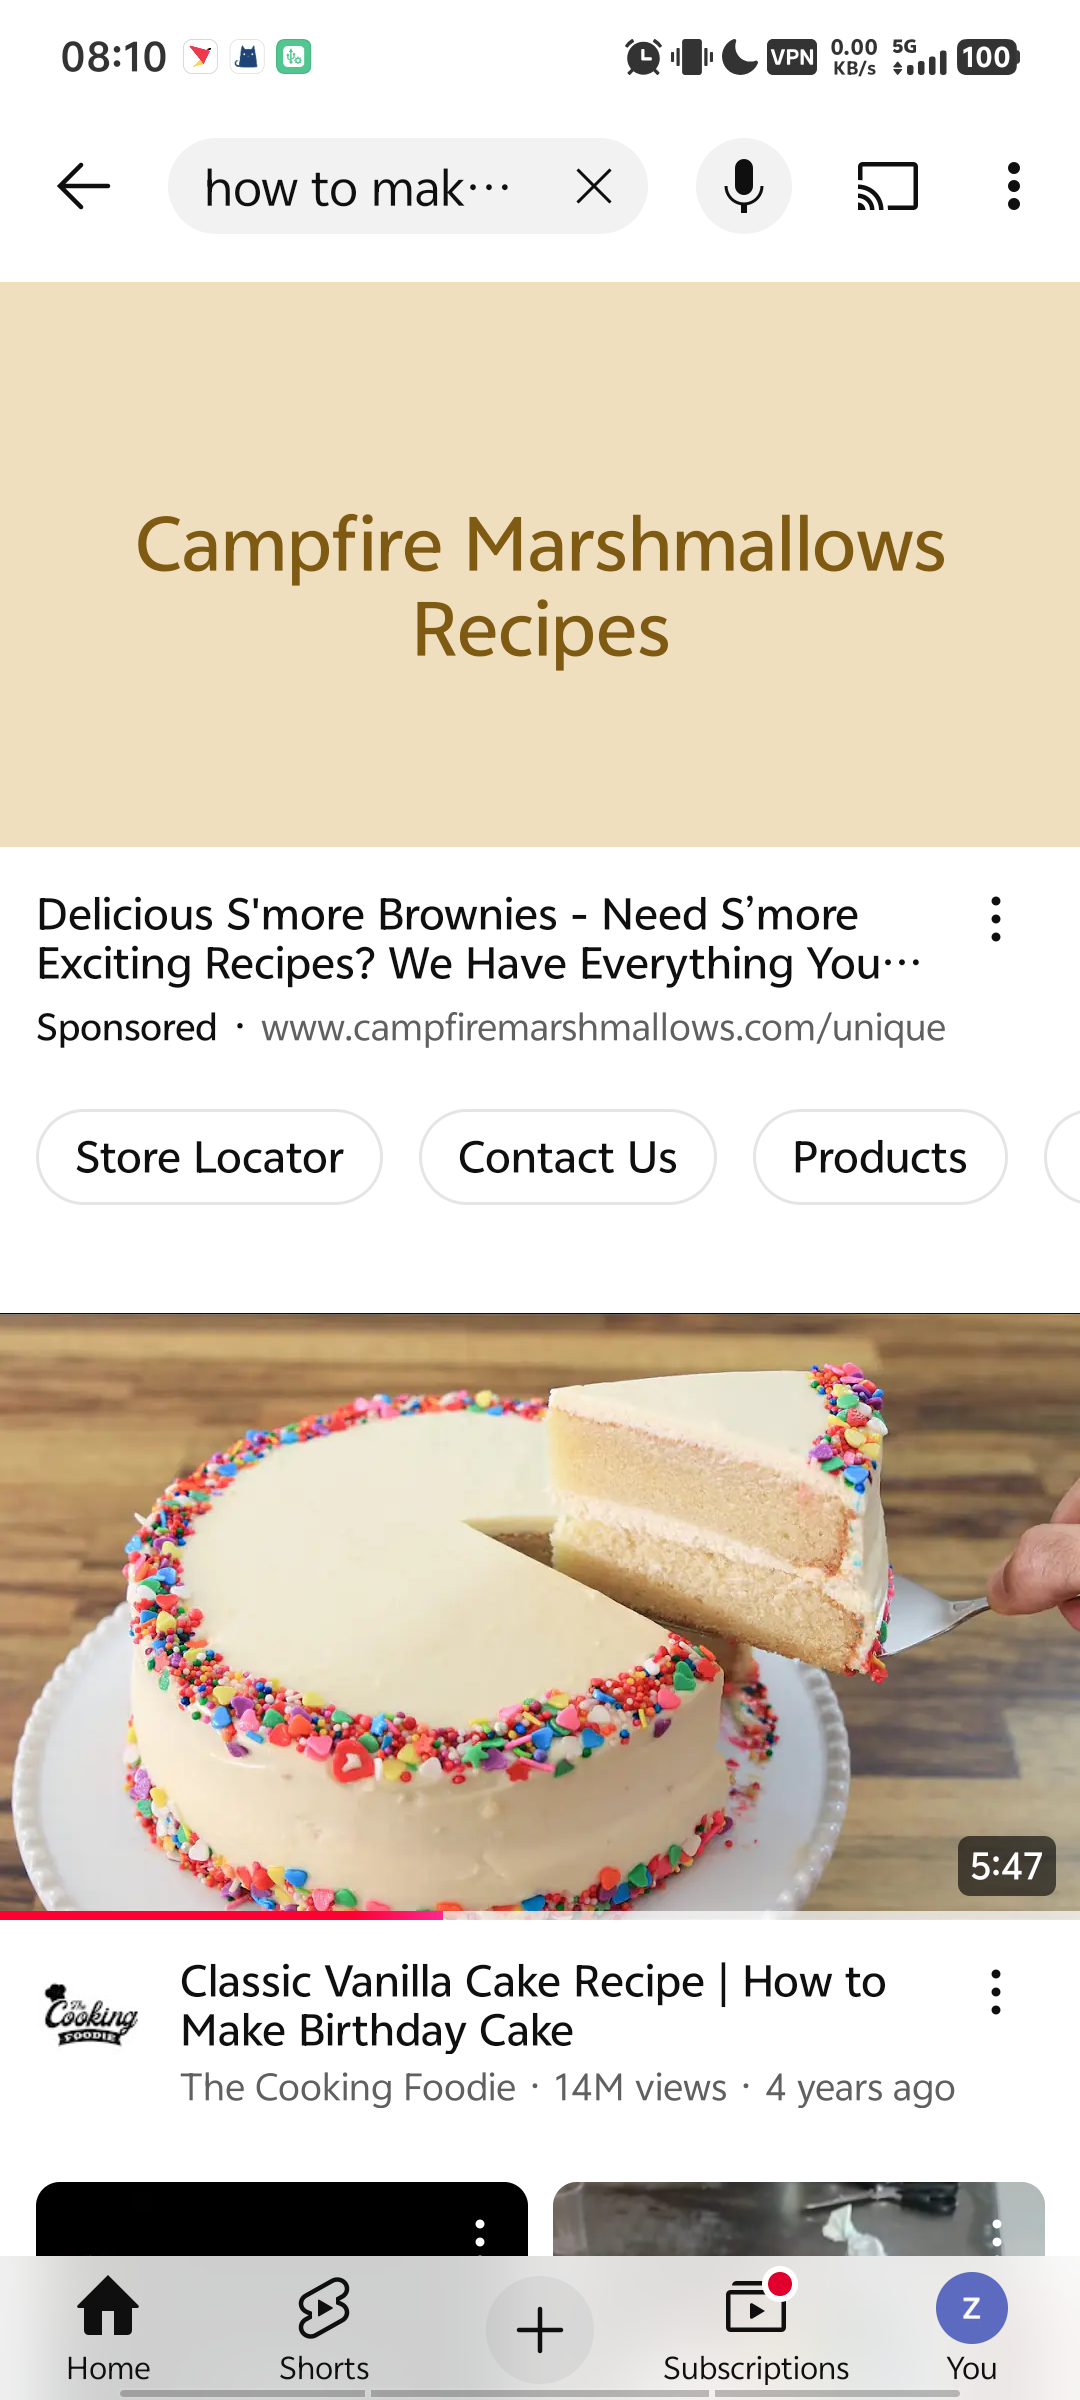 08:10
VPN
0.00
KB/s
5G
100
how to mak···
Campfire Marshmallows
Recipes
Delicious S'more Brownies - Need S’more
Exciting Recipes? We Have Everything You···
Sponsored · www.campfiremarshmallows.com/unique
Store Locator
Contact Us
Products
5:47
The
Cooking
FOODIE
Classic Vanilla Cake Recipe | How to
Make Birthday Cake
The Cooking Foodie · 14M views · 4 years ago
Home
Shorts
Subscriptions
z
You